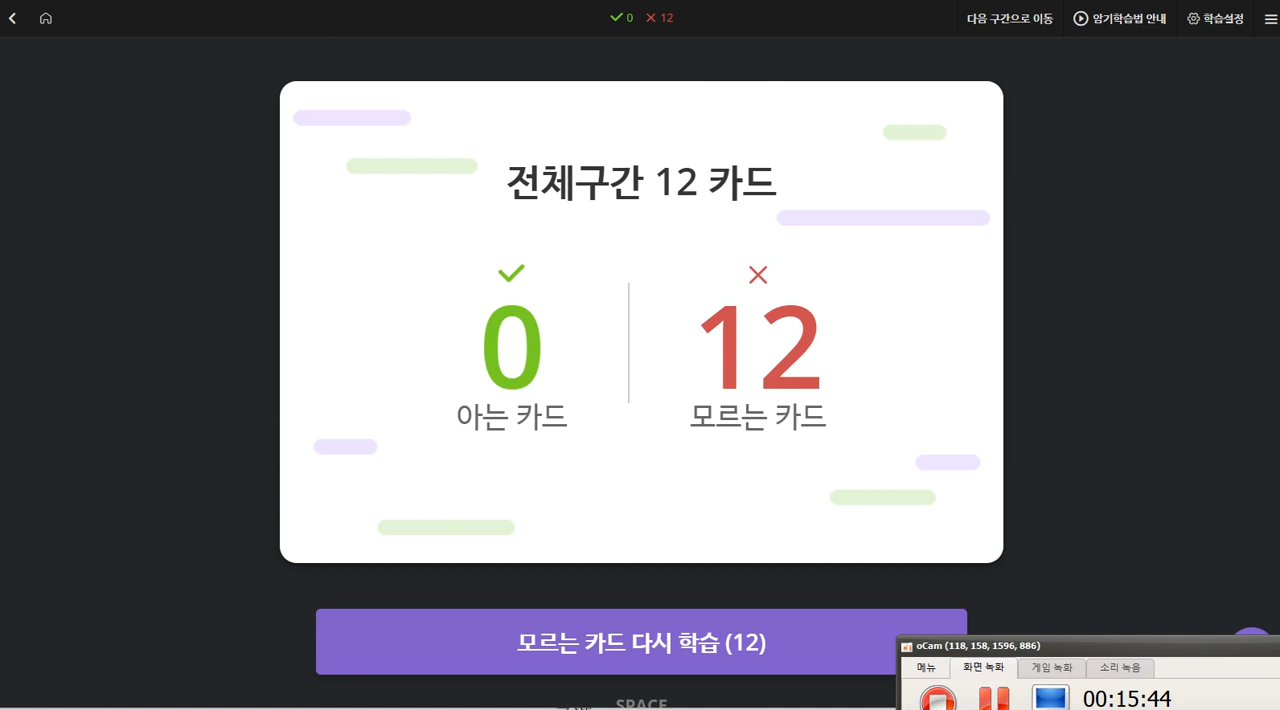 0 12 다음 구간으로 이동 암기학습법 안내 학습설정
전체구간 12 카드
0 12
아는 카드 모르는 카드
모르는 카드 다시 학습 (12)
oCam (118, 158, 1596, 886)
메뉴 화면 녹화 게임 녹화 소리 녹음
00:15:44
SPACE